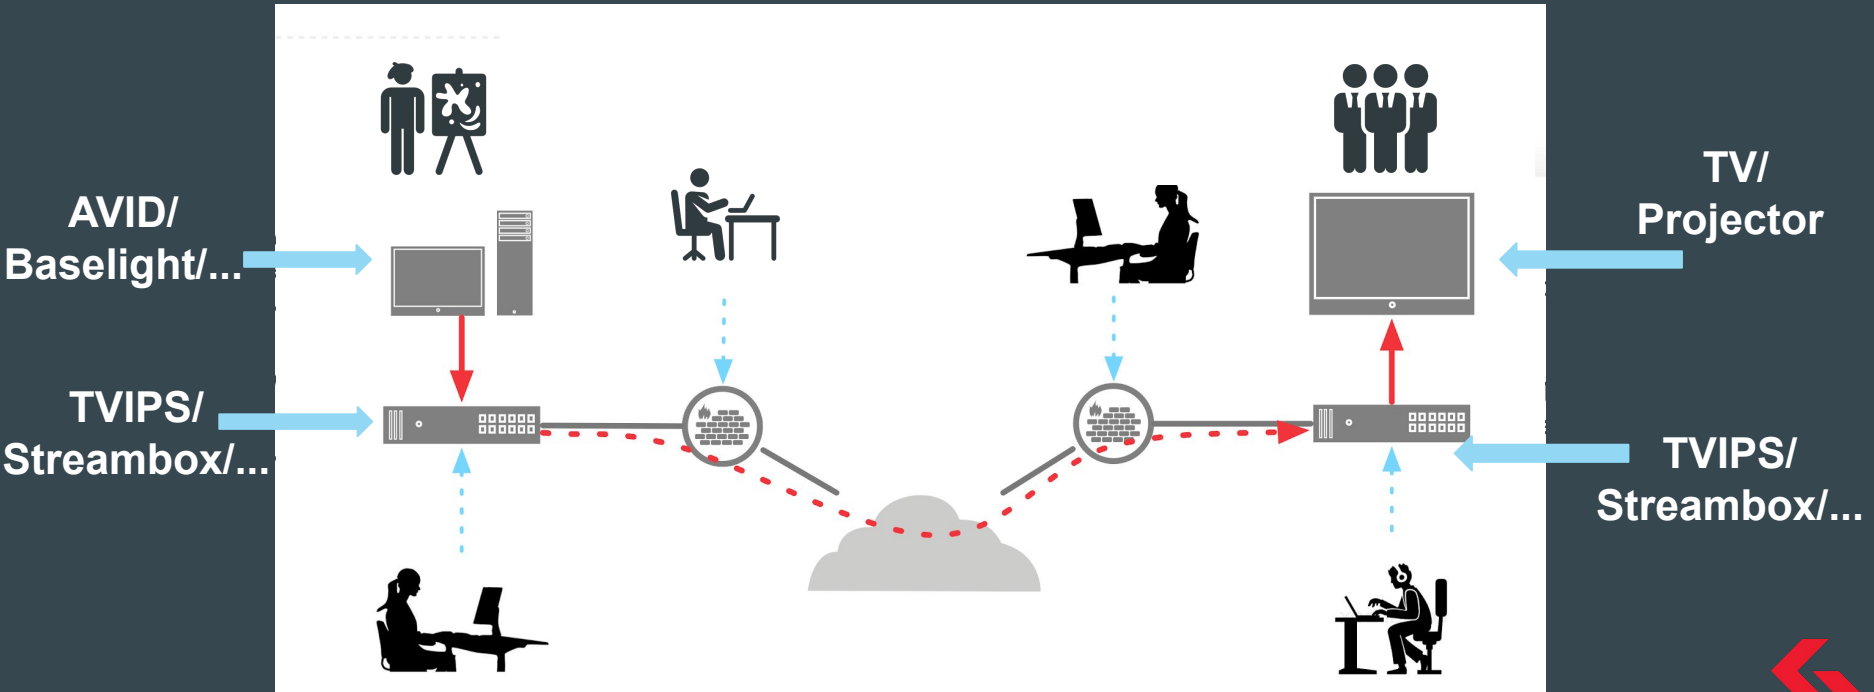 AVID/
Baselight/...
TVIPS/
Streambox/...
TV/
Projector
TVIPS/
Streambox/...